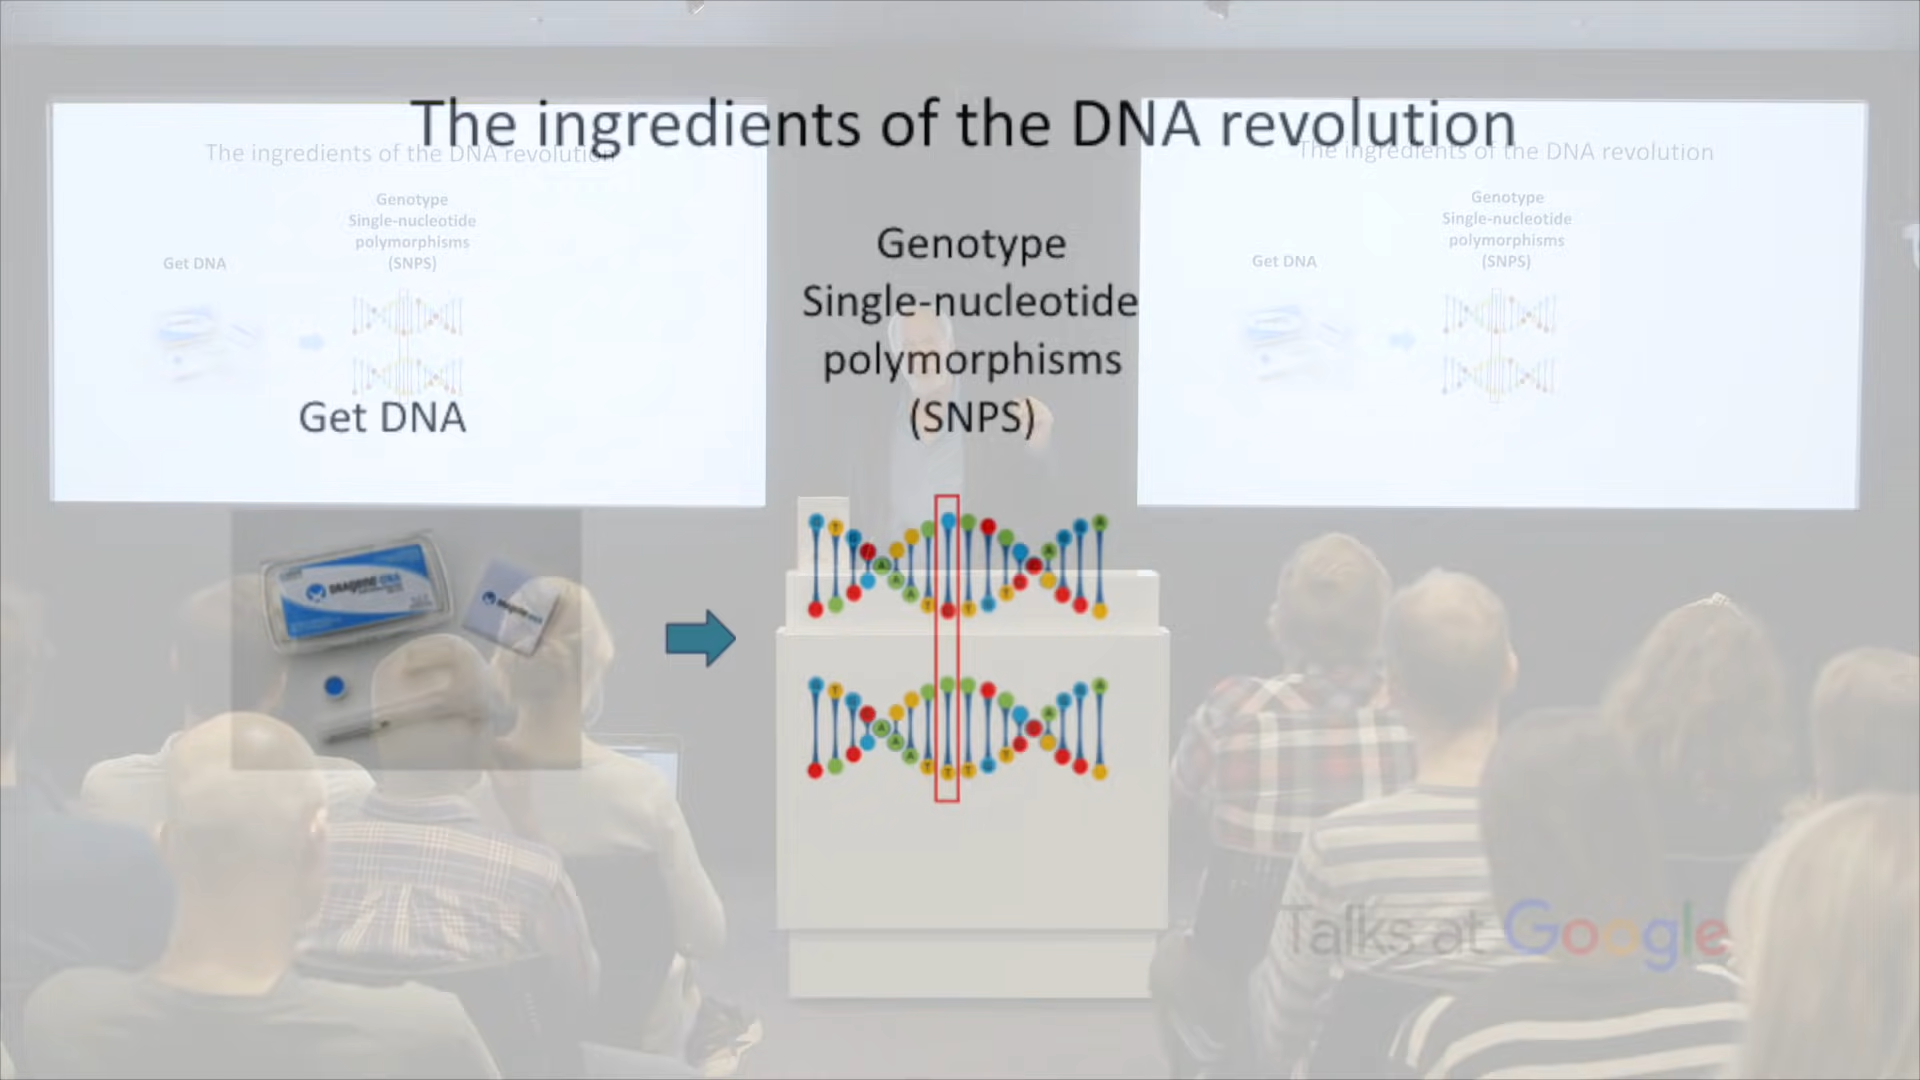 The ingredients of the DNA revolution
Genotype
Single-nucleotide
polymorphisms
(SNPS)
Get DNA
The ingredients of the DNA revolution
Genotype
Single-nucleotide
polymorphisms
(SNPS)
Get DNA
The ingredients of the DNA revolution
Genotype
Single-nucleotide
polymorphisms
(SNPS)
Get DNA
Talks at Google